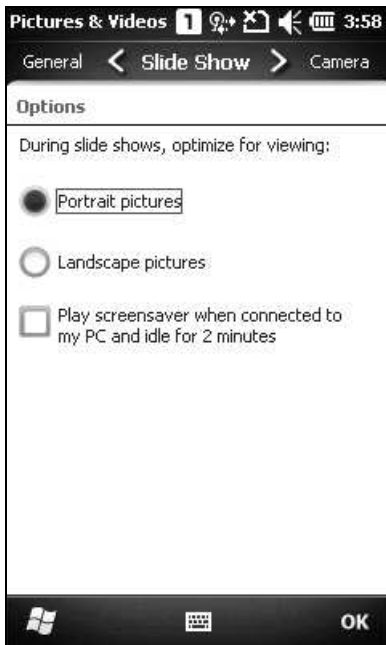 Pictures & Videos 1 3:58
General Slide Show Camera
Options
During slide shows, optimize for viewing:
Portrait pictures
Landscape pictures
Play screensaver when connected to
my PC and idle for 2 minutes
OK